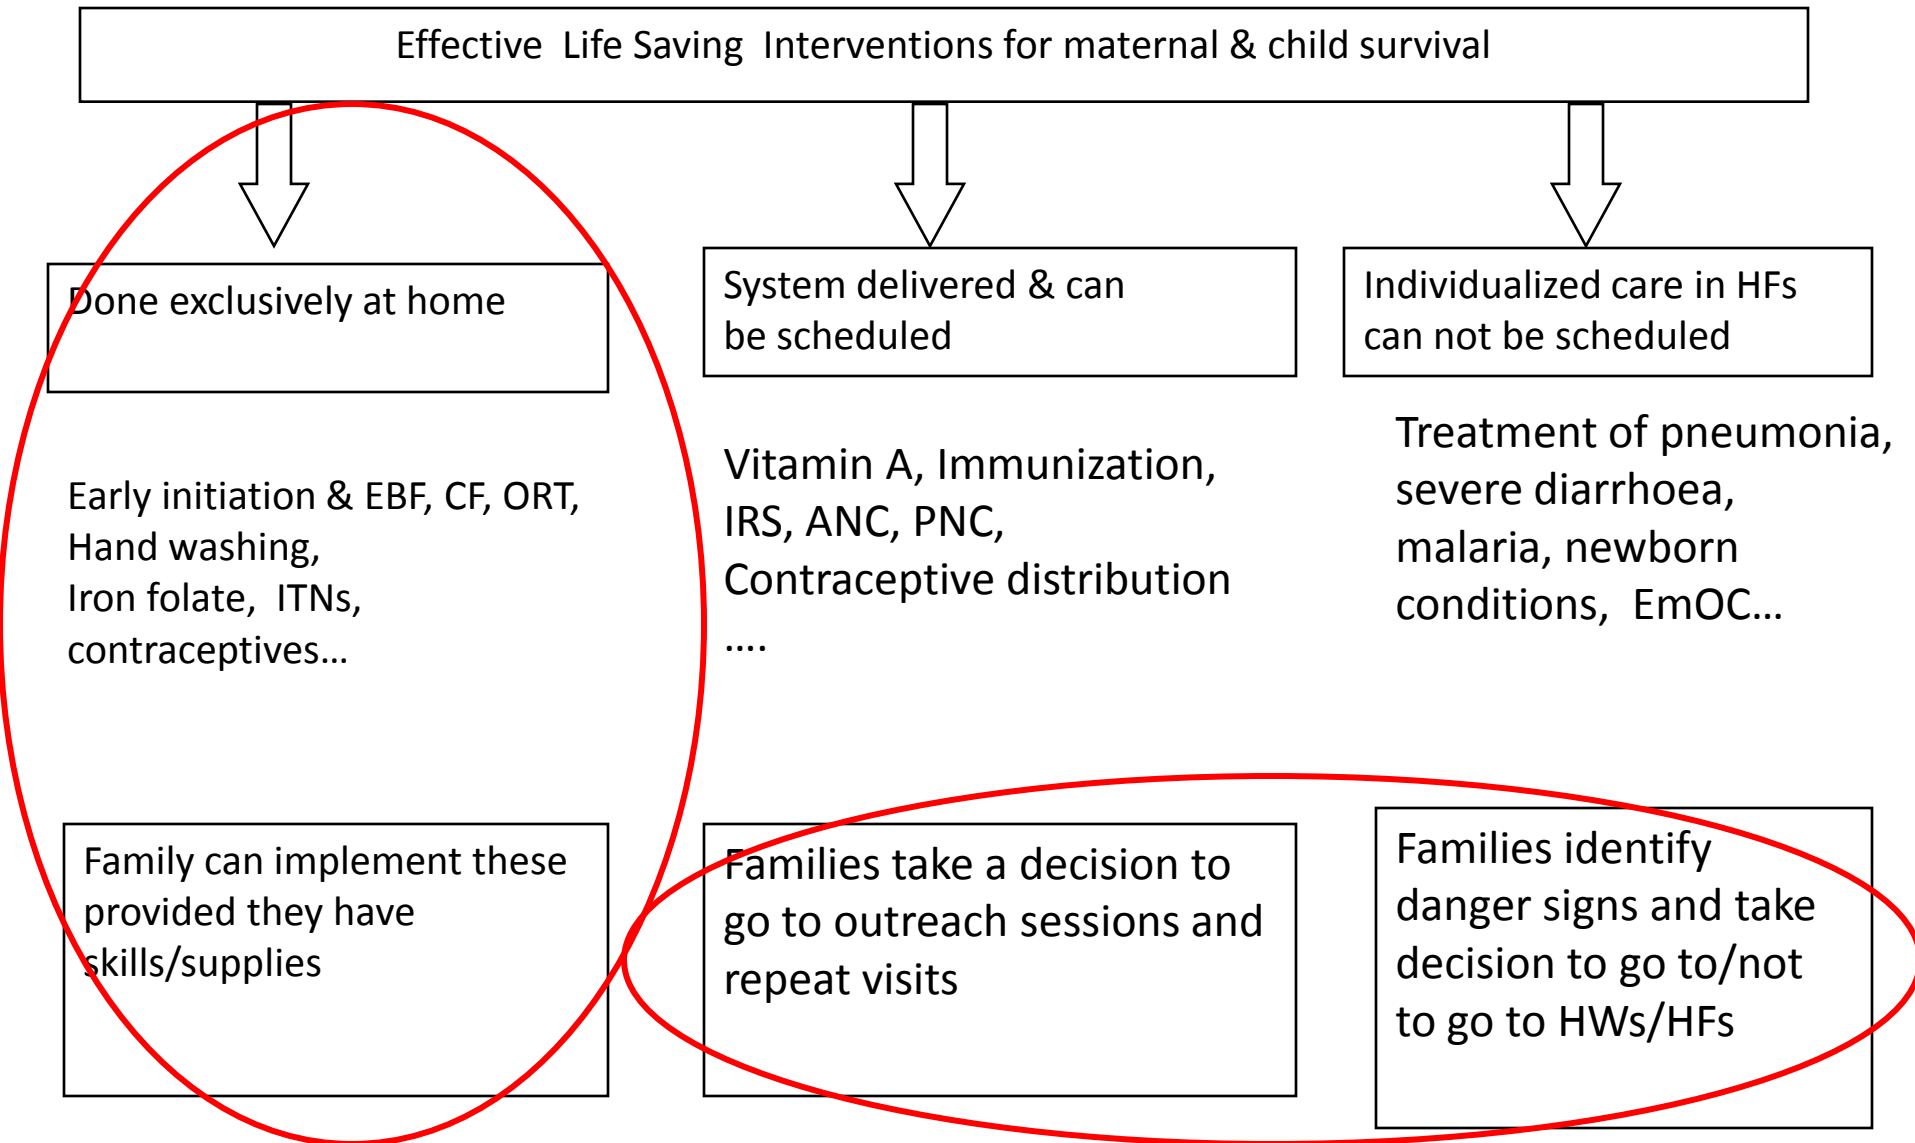 Effective Life Saving Interventions for maternal & child survival
Done exclusively at home
System delivered & can
be scheduled
Individualized care in HFs
can not be scheduled
Early initiation & EBF, CF, ORT,
Hand washing,
Iron folate, ITNs,
contraceptives…
Vitamin A, Immunization,
IRS, ANC, PNC,
Contraceptive distribution
….
Treatment of pneumonia,
severe diarrhoea,
malaria, newborn
conditions, EmOC…
Family can implement these
provided they have
skills/supplies
Families take a decision to
go to outreach sessions and
repeat visits
Families identify
danger signs and take
decision to go to/not
to go to HWs/HFs